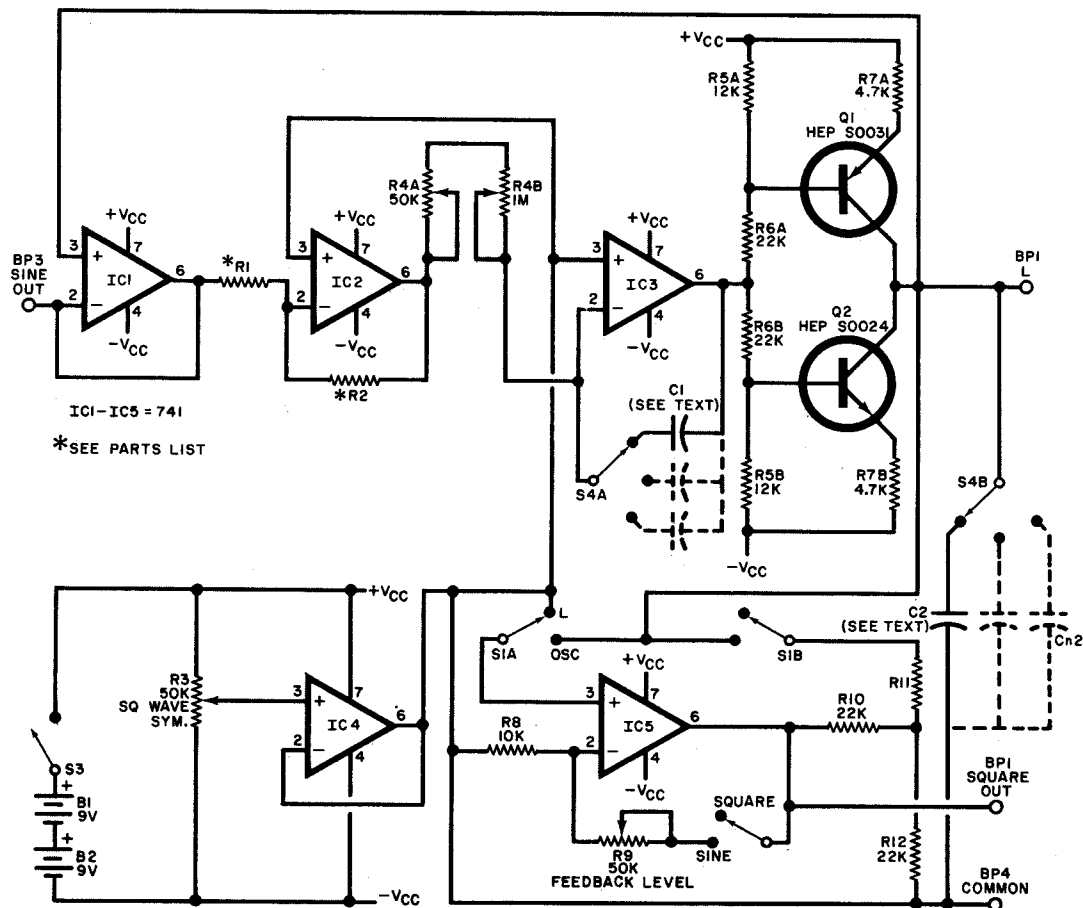 +VCC
R5A
12K
R7A
4.7K
Q1
HEP S0031
R4A
50K
R4B
1M
+VCC
+VCC
+VCC
R6A
22K
BP3
SINE
OUT
3
+
7
IC1
6
2
−
4
−VCC
*R1
3
+
7
IC2
6
2
−
4
−VCC
*R2
3
+
7
IC3
6
2
−
4
−VCC
BP1
L
Q2
HEP S0024
R6B
22K
C1
(SEE TEXT)
IC1-IC5 = 741
*SEE PARTS LIST
S4A
R5B
12K
R7B
4.7K
−VCC
S4B
C2
(SEE TEXT)
Cn2
+VCC
L
S1A
OSC
S1B
+VCC
R3
50K
SQ WAVE
SYM.
3
+
7
IC4
6
2
−
4
3
+
7
IC5
6
2
−
4
−VCC
R8
10K
R10
22K
R11
S3
+
B1
9V
+
B2
9V
SQUARE
BP1
SQUARE
OUT
R9
50K
SINE
FEEDBACK LEVEL
R12
22K
−VCC
BP4
COMMON